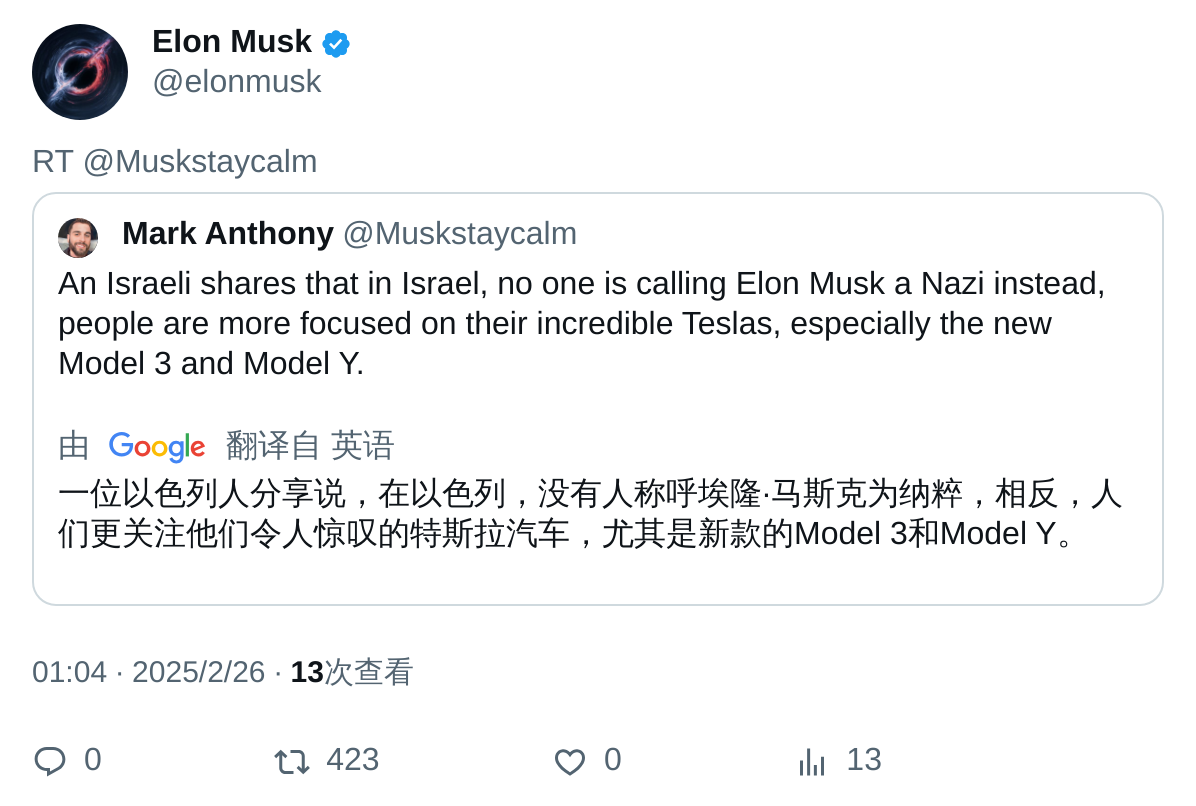 Elon Musk
@elonmusk
RT @Muskstaycalm
Mark Anthony @Muskstaycalm
An Israeli shares that in Israel, no one is calling Elon Musk a Nazi instead,
people are more focused on their incredible Teslas, especially the new
Model 3 and Model Y.
由 Google 翻译自 英语
一位以色列人分享说，在以色列，没有人称呼埃隆·马斯克为纳粹，相反，人
们更关注他们令人惊叹的特斯拉汽车，尤其是新款的Model 3和Model Y。
01:04 · 2025/2/26 · 13次查看
0 423 0 13